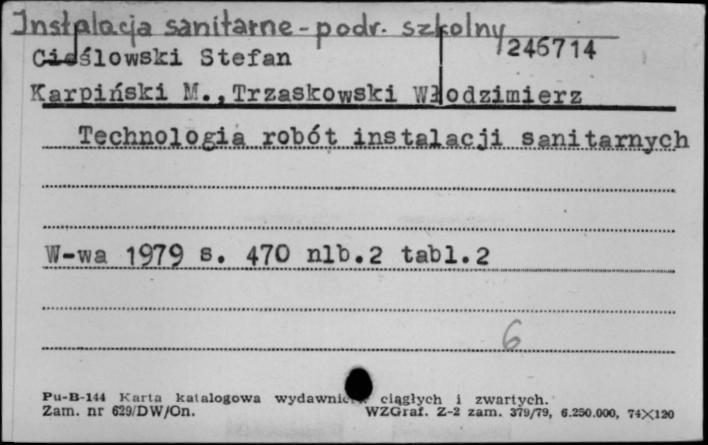 Instalacja sanitarne - podr. szkolny
246714
Cieślowski Stefan
Karpiński M., Trzaskowski Włodzimierz
Technologia robót instalacji sanitarnych
W-wa 1979 s. 470 nlb.2 tabl.2
6
Pu-B-144 Karta katalogowa ciągłych i zwartych.
Zam. nr 629/DW/On. WZGraf. Z-2 zam. 379/79, 6.250.000, 74×120